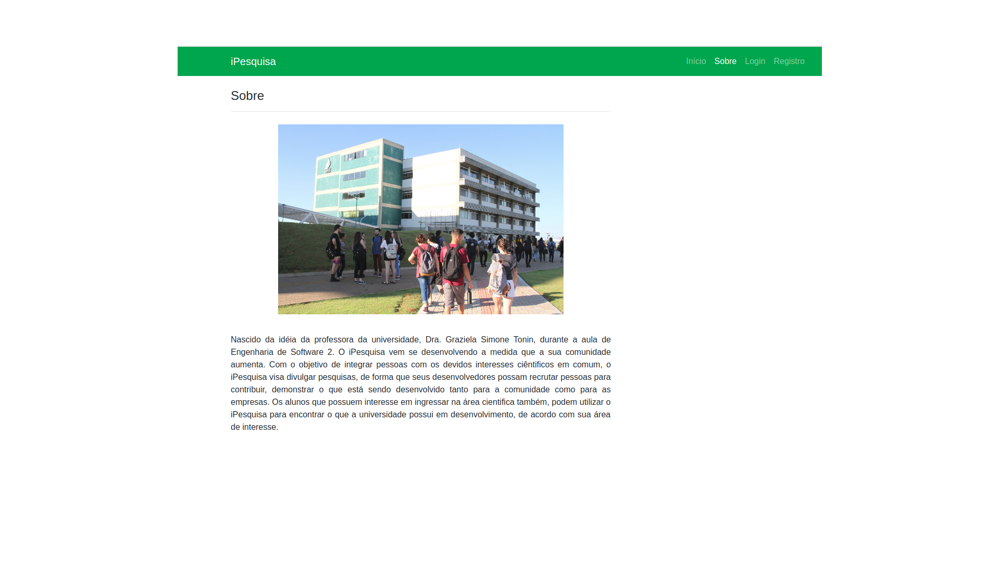 iPesquisa
Início Sobre Login Registro
Sobre
Nascido da idéia da professora da universidade, Dra. Graziela Simone Tonin, durante a aula de
Engenharia de Software 2. O iPesquisa vem se desenvolvendo a medida que a sua comunidade
aumenta. Com o objetivo de integrar pessoas com os devidos interesses ciêntificos em comum, o
iPesquisa visa divulgar pesquisas, de forma que seus desenvolvedores possam recrutar pessoas para
contribuir, demonstrar o que está sendo desenvolvido tanto para a comunidade como para as
empresas. Os alunos que possuem interesse em ingressar na área cientifica também, podem utilizar o
iPesquisa para encontrar o que a universidade possui em desenvolvimento, de acordo com sua área
de interesse.